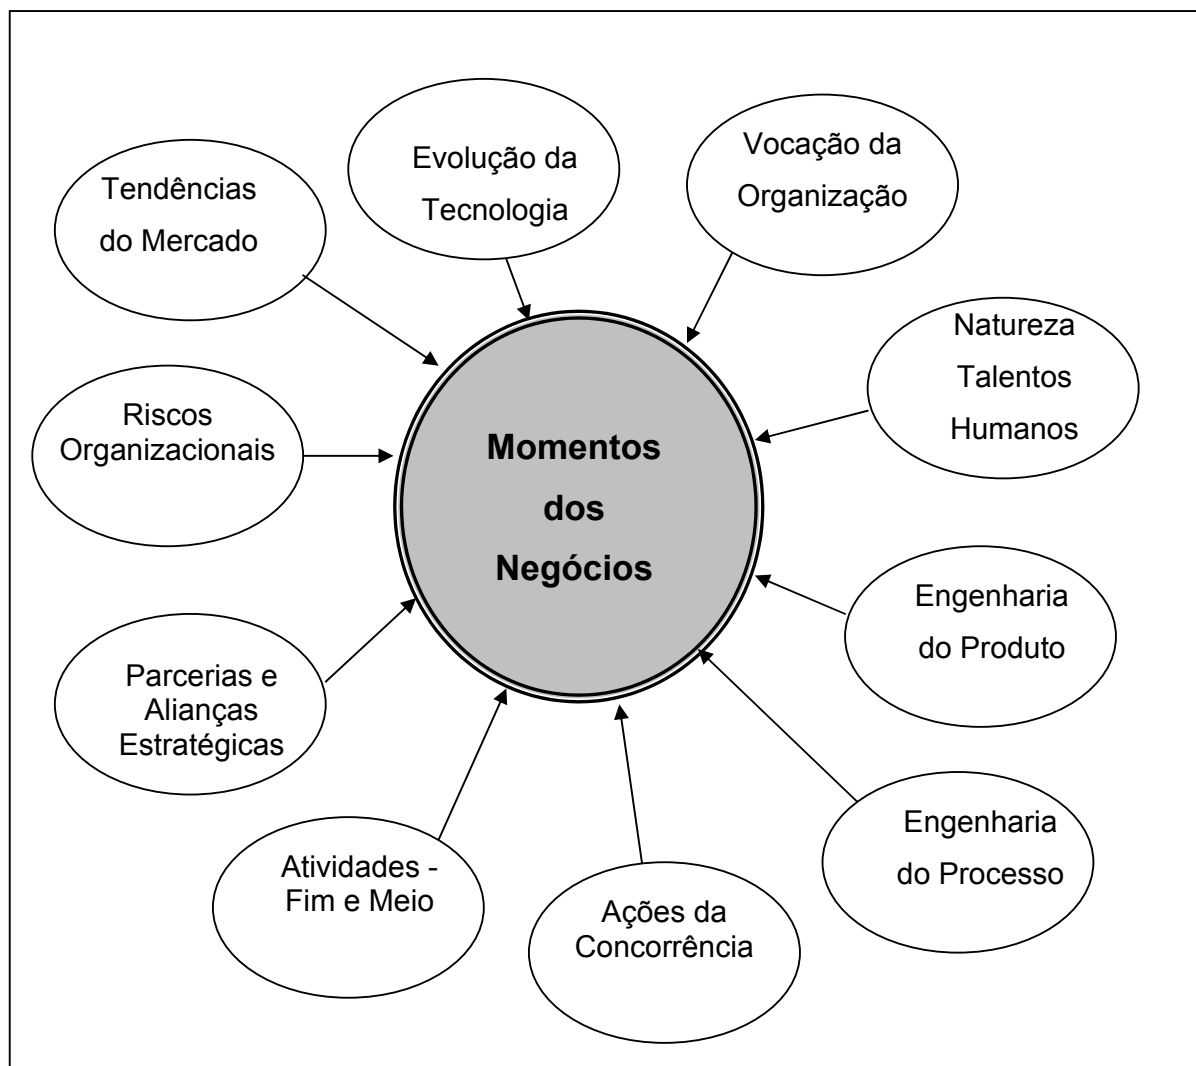 Evolução da
Tecnologia
Vocação da
Organização
Tendências
do Mercado
Natureza
Talentos
Humanos
Riscos
Organizacionais
Momentos
dos
Negócios
Engenharia
do Produto
Parcerias e
Alianças
Estratégicas
Engenharia
do Processo
Atividades -
Fim e Meio
Ações da
Concorrência